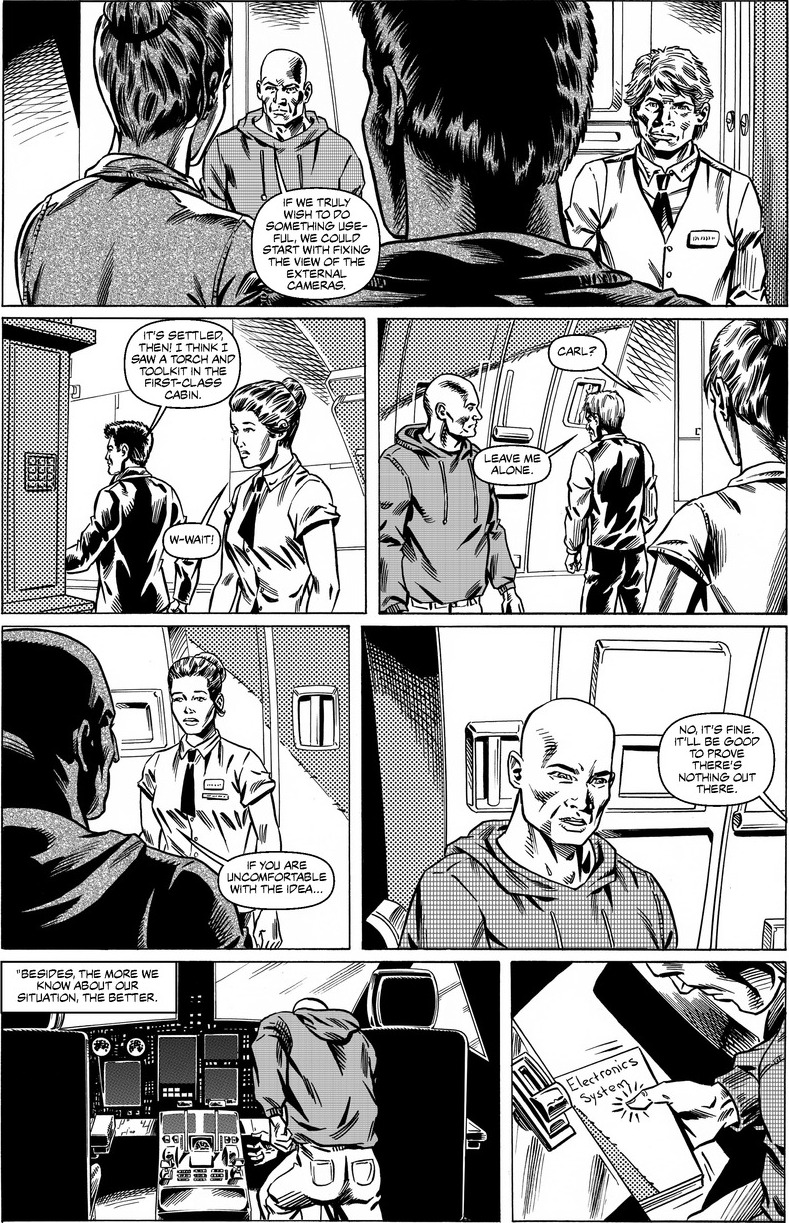 IF WE TRULY
WISH TO DO
SOMETHING USE-
FUL, WE COULD
START WITH FIXING
THE VIEW OF THE
EXTERNAL
CAMERAS.
IT'S SETTLED,
THEN! I THINK I
SAW A TORCH AND
TOOLKIT IN THE
FIRST-CLASS
CABIN.
W-WAIT!
CARL?
LEAVE ME
ALONE.
IF YOU ARE
UNCOMFORTABLE
WITH THE IDEA...
NO, IT'S FINE.
IT'LL BE GOOD
TO PROVE
THERE'S
NOTHING OUT
THERE.
"BESIDES, THE MORE WE
KNOW ABOUT OUR
SITUATION, THE BETTER.
Electronics
System